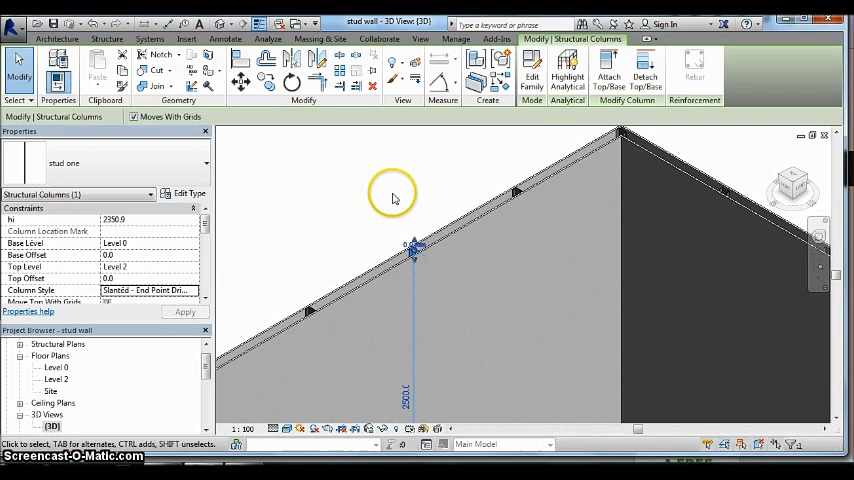 stud wall - 3D View: {3D}
Type a keyword or phrase
Sign In
Architecture Structure Systems Insert Annotate Analyze Massing & Site Collaborate View Manage Add-Ins Modify | Structural Columns
Modify
Paste
Notch
Cut
Join
Edit Family
Highlight Analytical
Attach Top/Base
Detach Top/Base
Rebar
Select Properties Clipboard Geometry Modify View Measure Create Mode Analytical Modify Column Reinforcement
Modify | Structural Columns
Moves With Grids
Properties
stud one
Structural Columns (1)
Edit Type
Constraints
hi 2350.9
Column Location Mark
Base Level Level 0
Base Offset 0.0
Top Level Level 2
Top Offset 0.0
Column Style Slanted - End Point Dri...
Move Top With Grids
Properties help
Apply
Project Browser - stud wall
Structural Plans
Floor Plans
Level 0
Level 2
Site
Ceiling Plans
3D Views
{3D}
2500.0
1 : 100
Click to select, TAB for alternates, CTRL adds, SHIFT unselects.
:0
Main Model
:1
Screencast-O-Matic.com